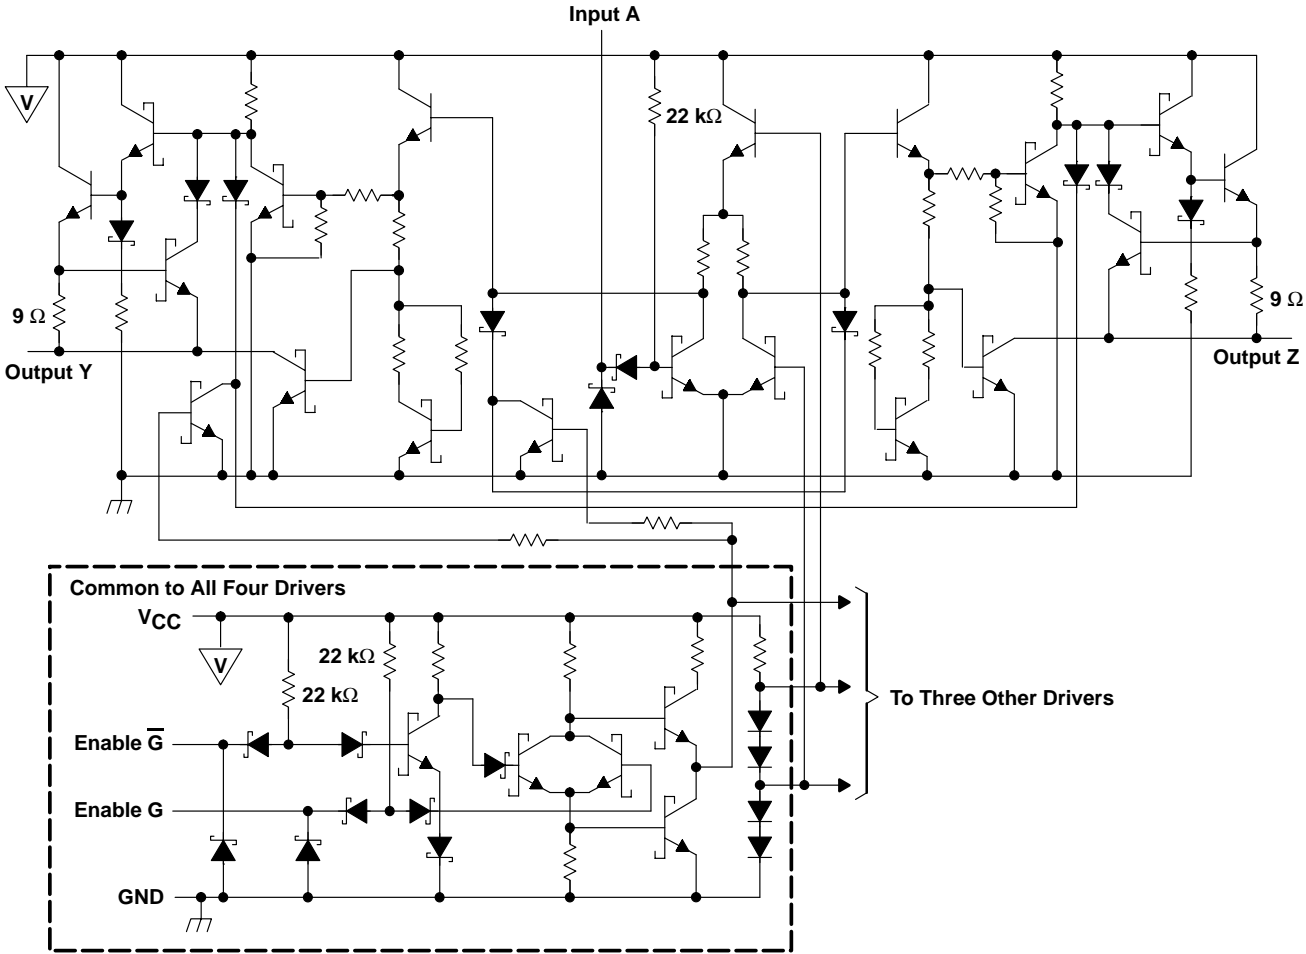 Input A
V
22 kΩ
9 Ω
9 Ω
Output Y
Output Z
Common to All Four Drivers
VCC
V
22 kΩ
22 kΩ
To Three Other Drivers
Enable G̅
Enable G
GND